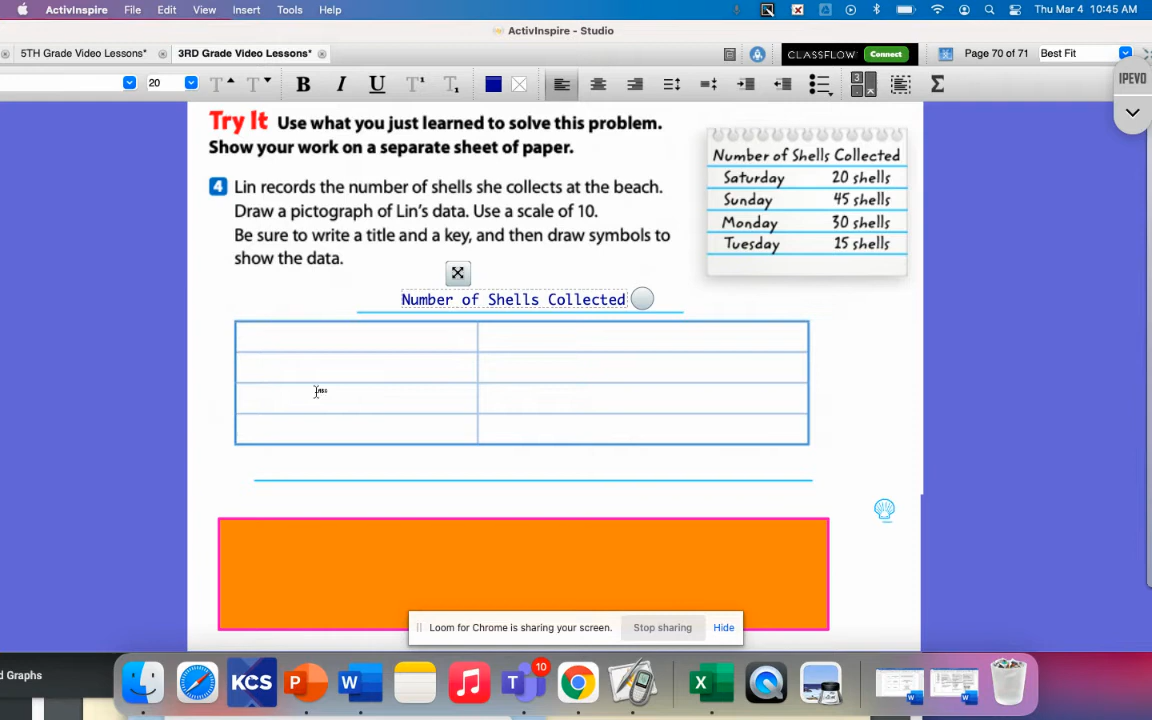 ActivInspire File Edit View Insert Tools Help Thu Mar 4 10:45 AM
ActivInspire - Studio
5TH Grade Video Lessons* 3RD Grade Video Lessons* CLASSFLOW Connect Page 70 of 71 Best Fit
20 B I U IPEVO
Try It Use what you just learned to solve this problem.
Show your work on a separate sheet of paper.
4 Lin records the number of shells she collects at the beach.
Draw a pictograph of Lin's data. Use a scale of 10.
Be sure to write a title and a key, and then draw symbols to
show the data.
Number of Shells Collected
Saturday 20 shells
Sunday 45 shells
Monday 30 shells
Tuesday 25 shells
Number of Shells Collected
Loom for Chrome is sharing your screen. Stop sharing Hide
d Graphs
KCS
10